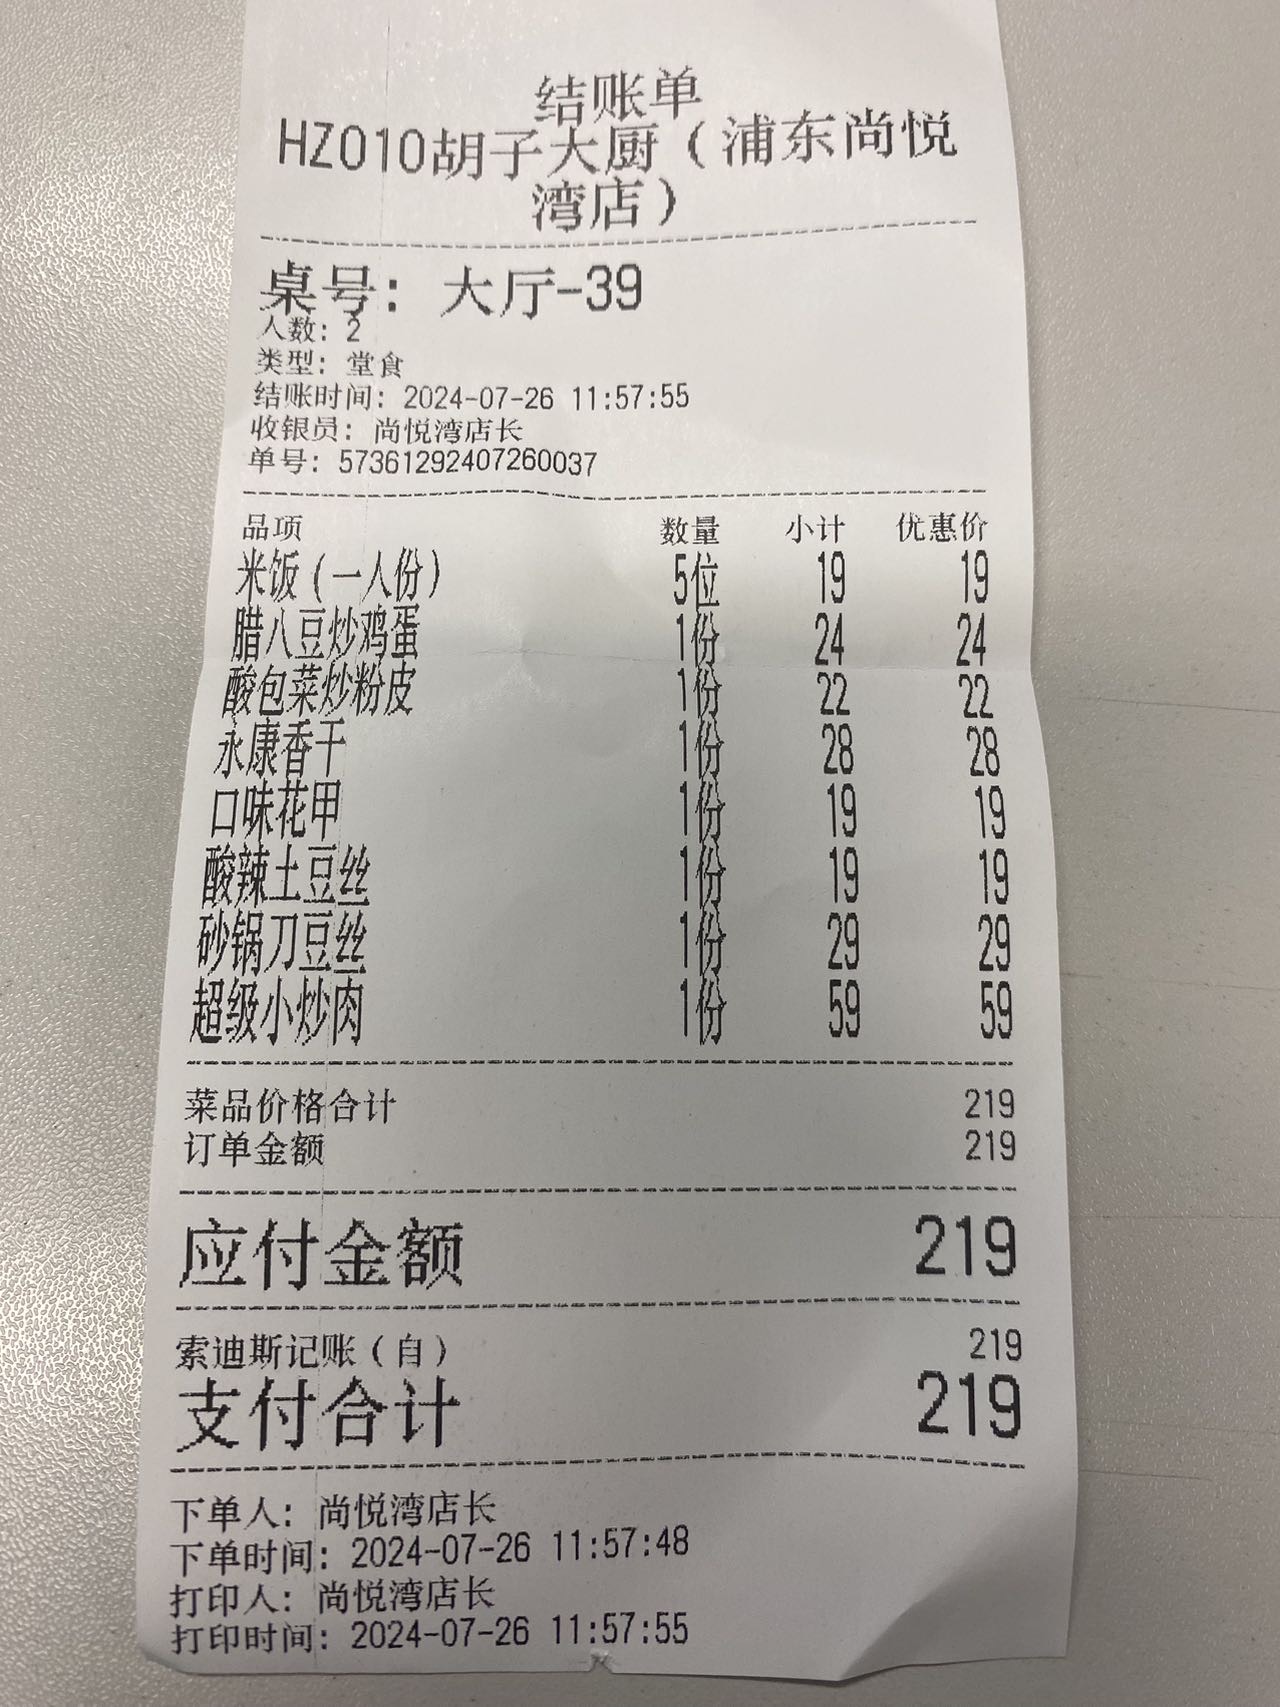 结账单
HZ010胡子大厨（浦东尚悦
湾店）
桌号：大厅-39
人数：2
类型：堂食
结账时间：2024-07-26 11:57:55
收银员：尚悦湾店长
单号：57361292407260037
品项 数量 小计 优惠价
米饭（一人份） 5位 19 19
腊八豆炒鸡蛋 1份 24 24
酸包菜炒粉皮 1份 22 22
永康香干 1份 28 28
口味花甲 1份 19 19
酸辣土豆丝 1份 19 19
砂锅刀豆丝 1份 29 29
超级小炒肉 1份 59 59
菜品价格合计 219
订单金额 219
应付金额 219
索迪斯记账（自） 219
支付合计 219
下单人：尚悦湾店长
下单时间：2024-07-26 11:57:48
打印人：尚悦湾店长
打印时间：2024-07-26 11:57:55